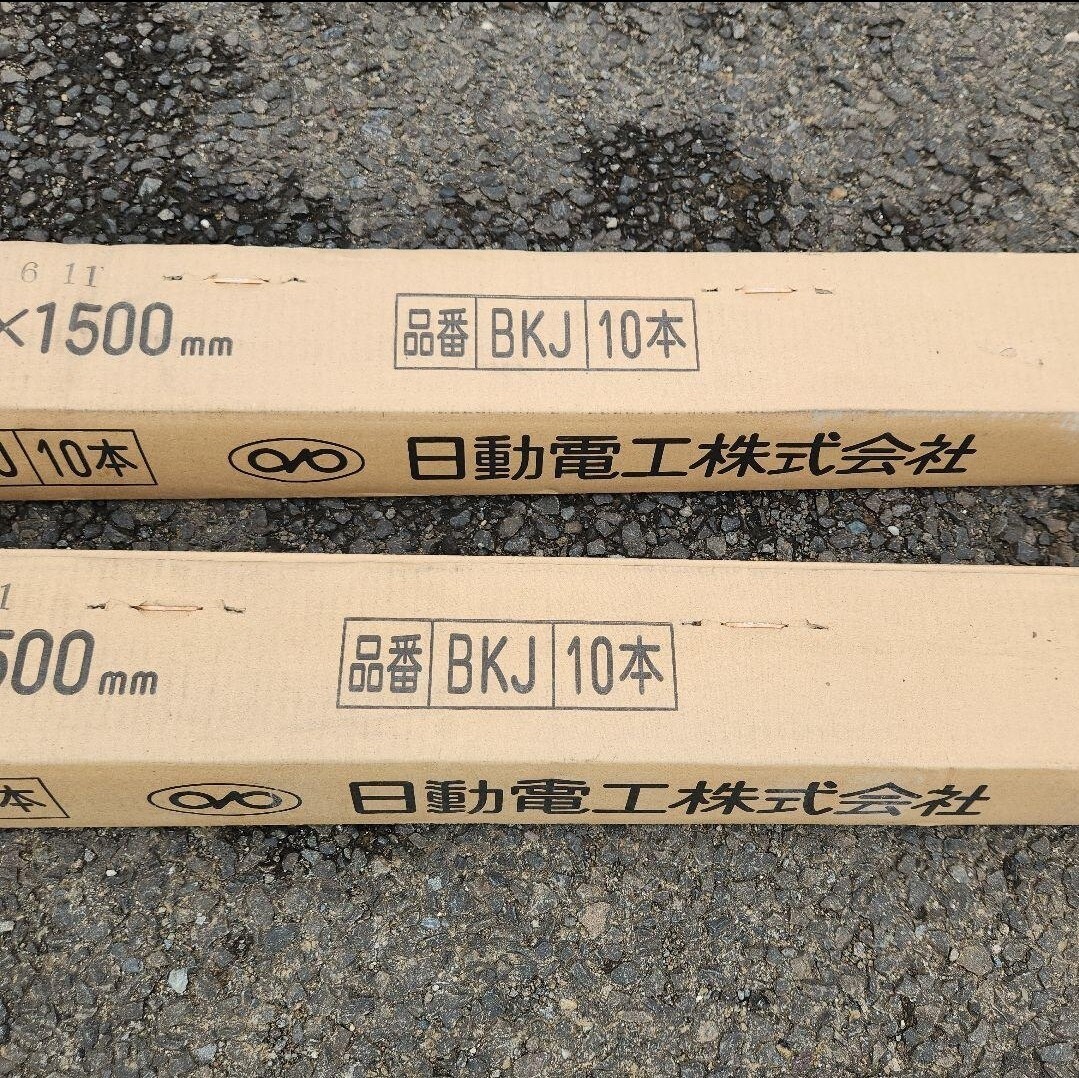 6 11
×1500mm
品番 BKJ 10本
J 10本
日動電工株式会社
1
500mm
品番 BKJ 10本
本
日動電工株式会社